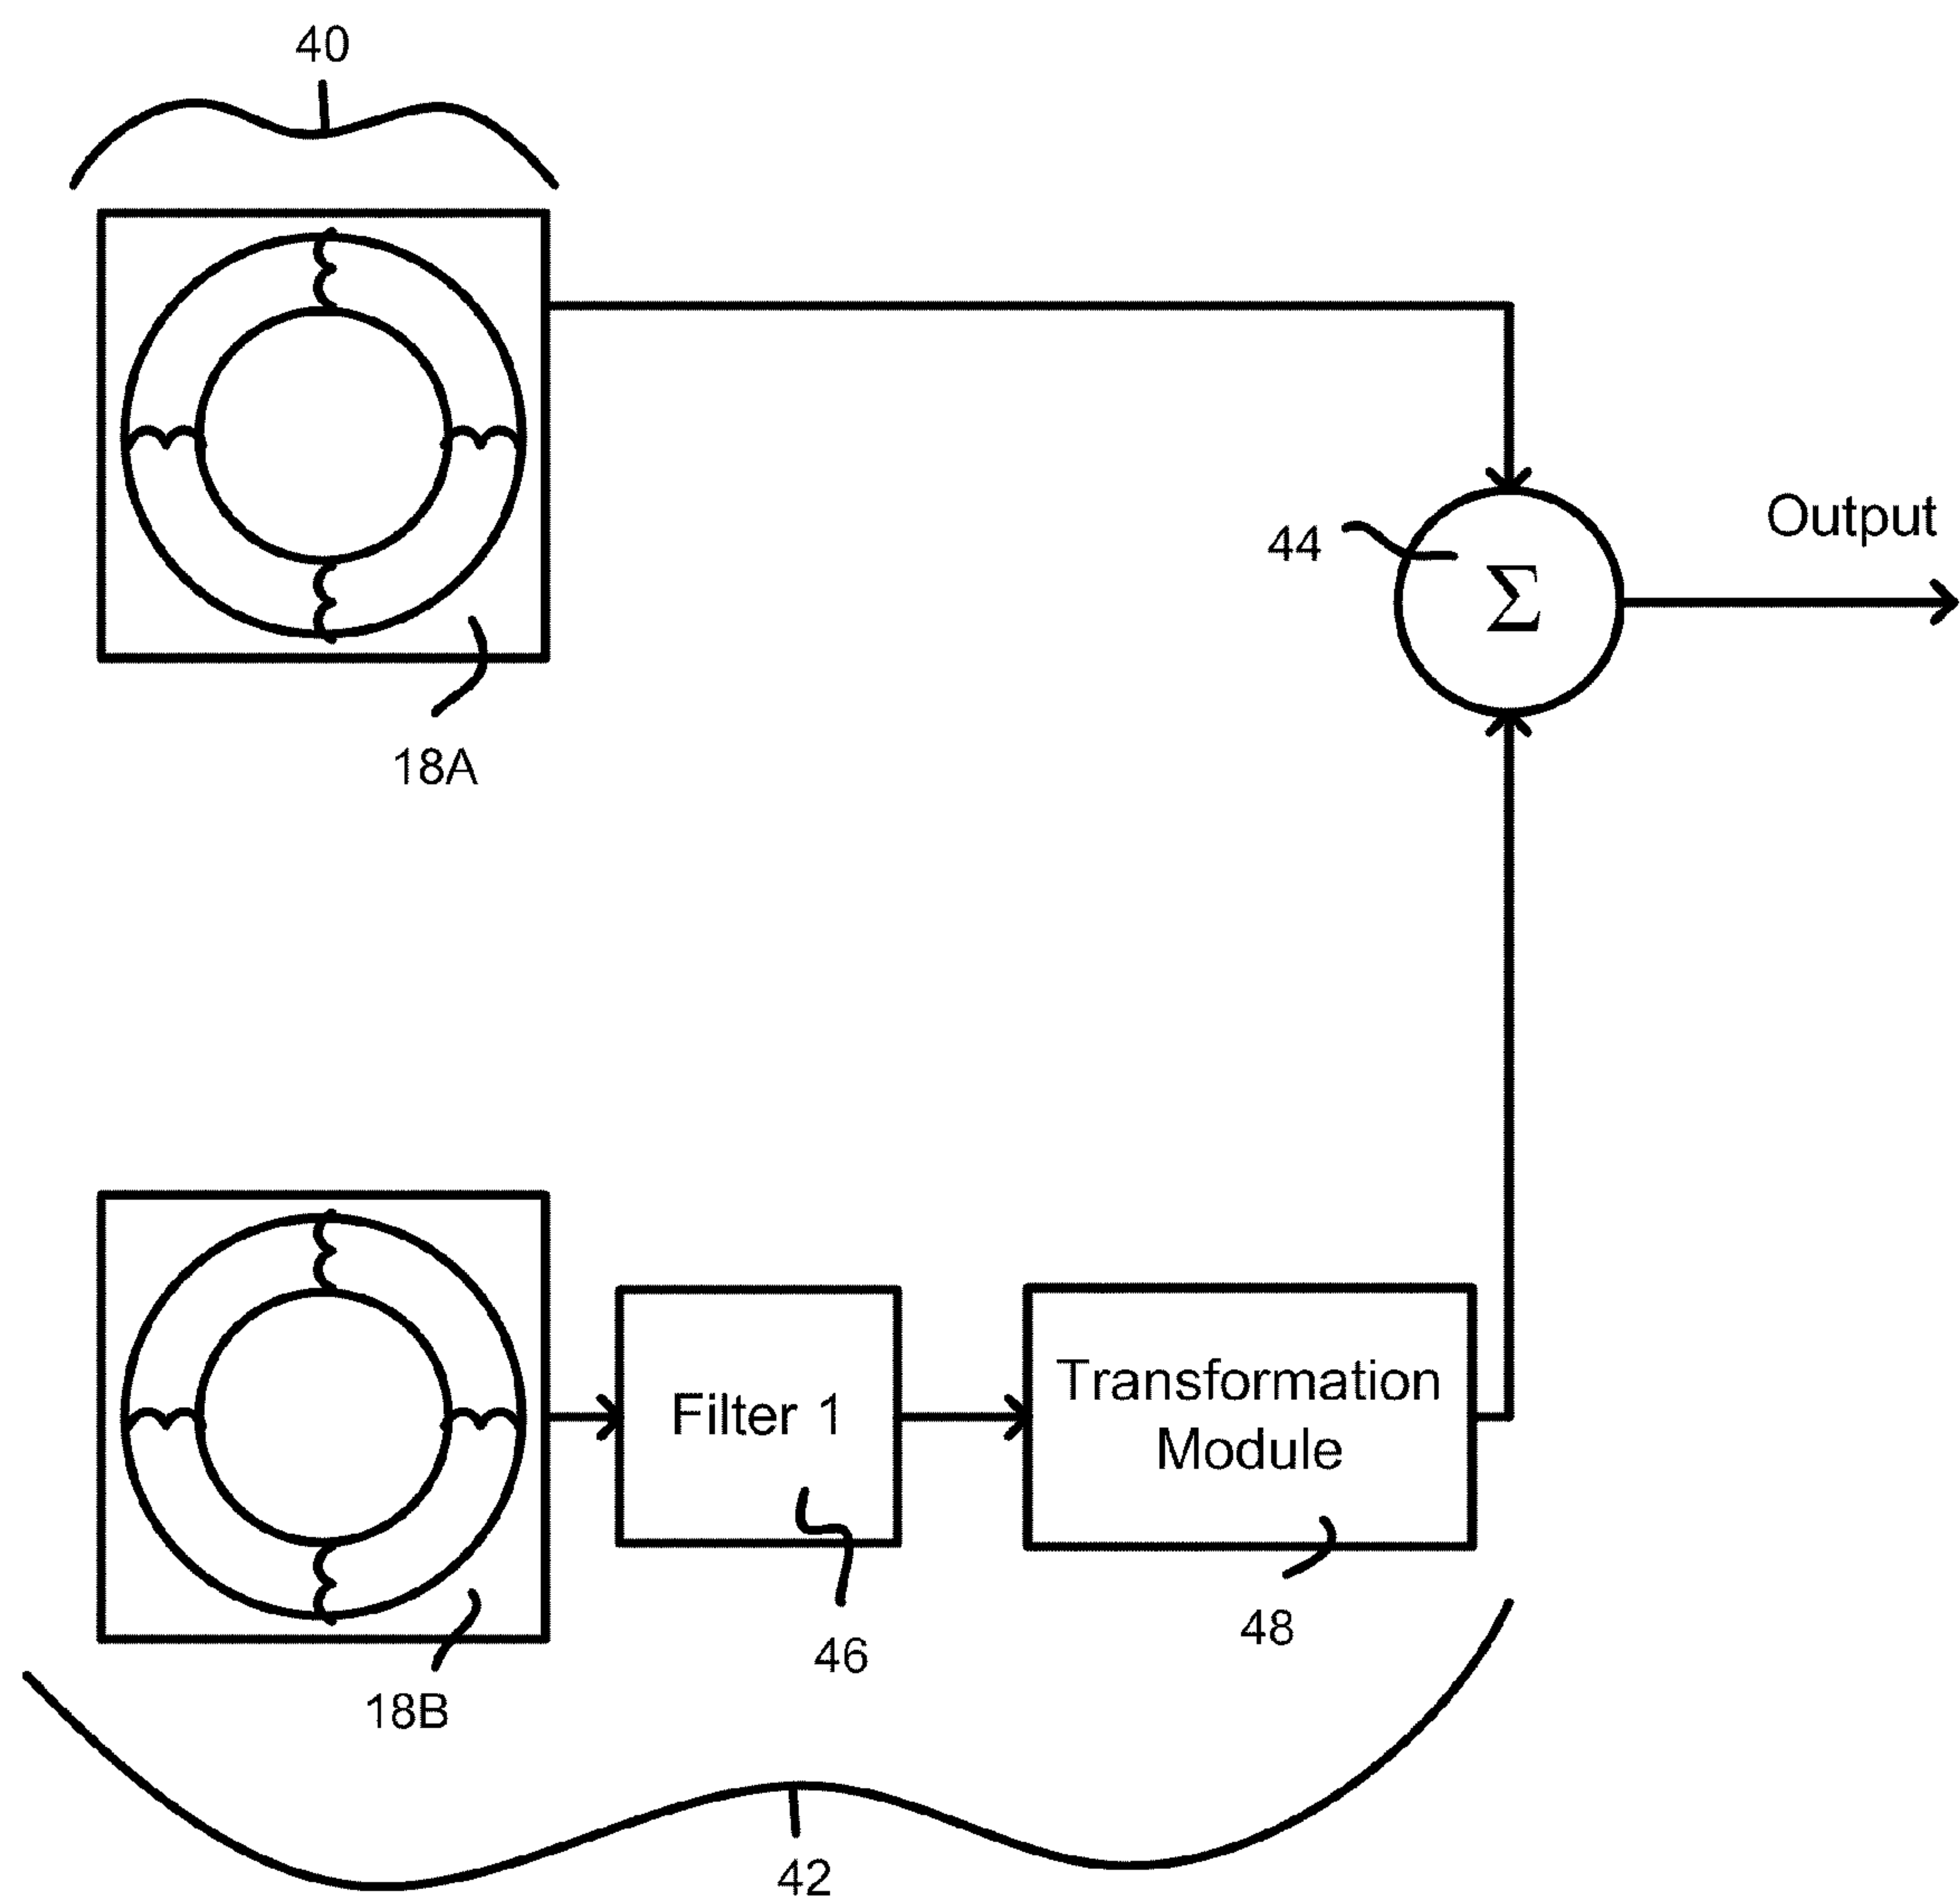 40
18A
44
Σ
Output
Filter 1
Transformation
Module
46
48
18B
42